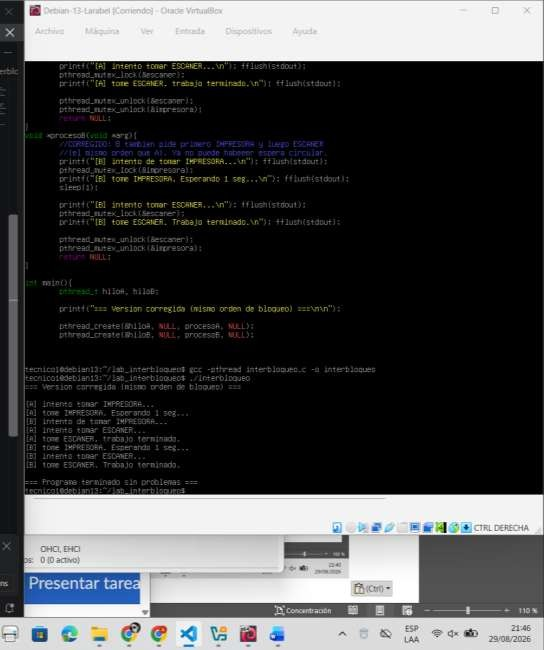 Debian-13-Larabel [Corriendo] - Oracle VirtualBox
Archivo Máquina Ver Entrada Dispositivos Ayuda
printf("[A] intento tomar ESCANER...\n"); fflush(stdout);
pthread_mutex_lock(&escaner);
printf("[A] tome ESCANER, trabajo terminado.\n"); fflush(stdout);
pthread_mutex_unlock(&escaner);
pthread_mutex_unlock(&impresora);
return NULL;
}
void *procesoB(void *arg){
//CORREGIDO: B tambien pide primero IMPRESORA y luego ESCANER
//(el mismo orden que A). Ya no puede habeeer espera circular.
printf("[B] intento de tomar IMPRESORA...\n"); fflush(stdout);
pthread_mutex_lock(&impresora);
printf("[B] tome IMPRESORA. Esperando 1 seg...\n"); fflush(stdout);
sleep(1);
printf("[B] intento tomar ESCANER...\n"); fflush(stdout);
pthread_mutex_lock(&escaner);
printf("[B] tome ESCANER. Trabajo terminado.\n"); fflush(stdout);
pthread_mutex_unlock(&escaner);
pthread_mutex_unlock(&impresora);
return NULL;
}
int main(){
pthread_t hiloA, hiloB;
printf("=== Version corregida (mismo orden de bloqueo) ===\n\n");
pthread_create(&hiloA, NULL, procesoA, NULL);
pthread_create(&hiloB, NULL, procesoB, NULL);
tecnico1@debian13:~/lab_interbloqueo$ gcc -pthread interbloqueo.c -o interbloqueo
tecnico1@debian13:~/lab_interbloqueo$ ./interbloqueo
=== Version corregida (mismo orden de bloqueo) ===
[A] intento tomar IMPRESORA...
[A] tome IMPRESORA. Esperando 1 seg...
[B] intento de tomar IMPRESORA...
[A] intento tomar ESCANER...
[A] tome ESCANER, trabajo terminado.
[B] tome IMPRESORA. Esperando 1 seg...
[B] intento tomar ESCANER...
[B] tome ESCANER. Trabajo terminado.
=== Programa terminado sin problemas ===
tecnico1@debian13:~/lab_interbloqueo$
CTRL DERECHA
OHCI, EHCI
os: 0 (0 activo)
Presentar tarea
(Ctrl)
Concentración
110 %
ESP
LAA
21:46
29/08/2026